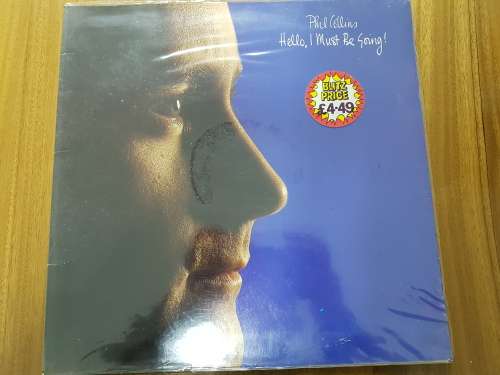 Phil Collins
Hello, I Must Be Going!
BLITZ
PRICE
£4.49